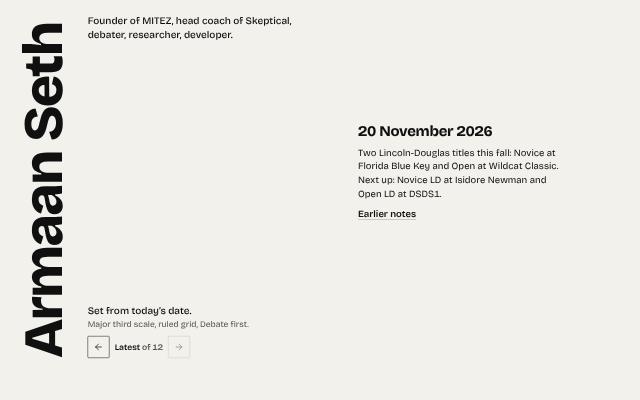 Armaan Seth
Founder of MITEZ, head coach of Skeptical,
debater, researcher, developer.
20 November 2026
Two Lincoln-Douglas titles this fall: Novice at
Florida Blue Key and Open at Wildcat Classic.
Next up: Novice LD at Isidore Newman and
Open LD at DSDS1.
Earlier notes
Set from today's date.
Major third scale, ruled grid, Debate first.
← Latest of 12 →